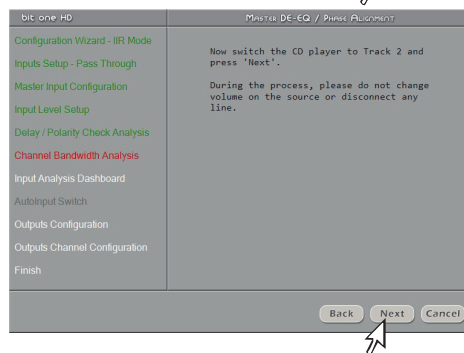 bit one HD
Master DE-EQ / Phase Alignment
Configuration Wizard - IIR Mode
Inputs Setup - Pass Through
Master Input Configuration
Input Level Setup
Delay / Polarity Check Analysis
Channel Bandwidth Analysis
Input Analysis Dashboard
AutoInput Switch
Outputs Configuration
Outputs Channel Configuration
Finish
Now switch the CD player to Track 2 and
press 'Next'.
During the process, please do not change
volume on the source or disconnect any
line.
Back Next Cancel